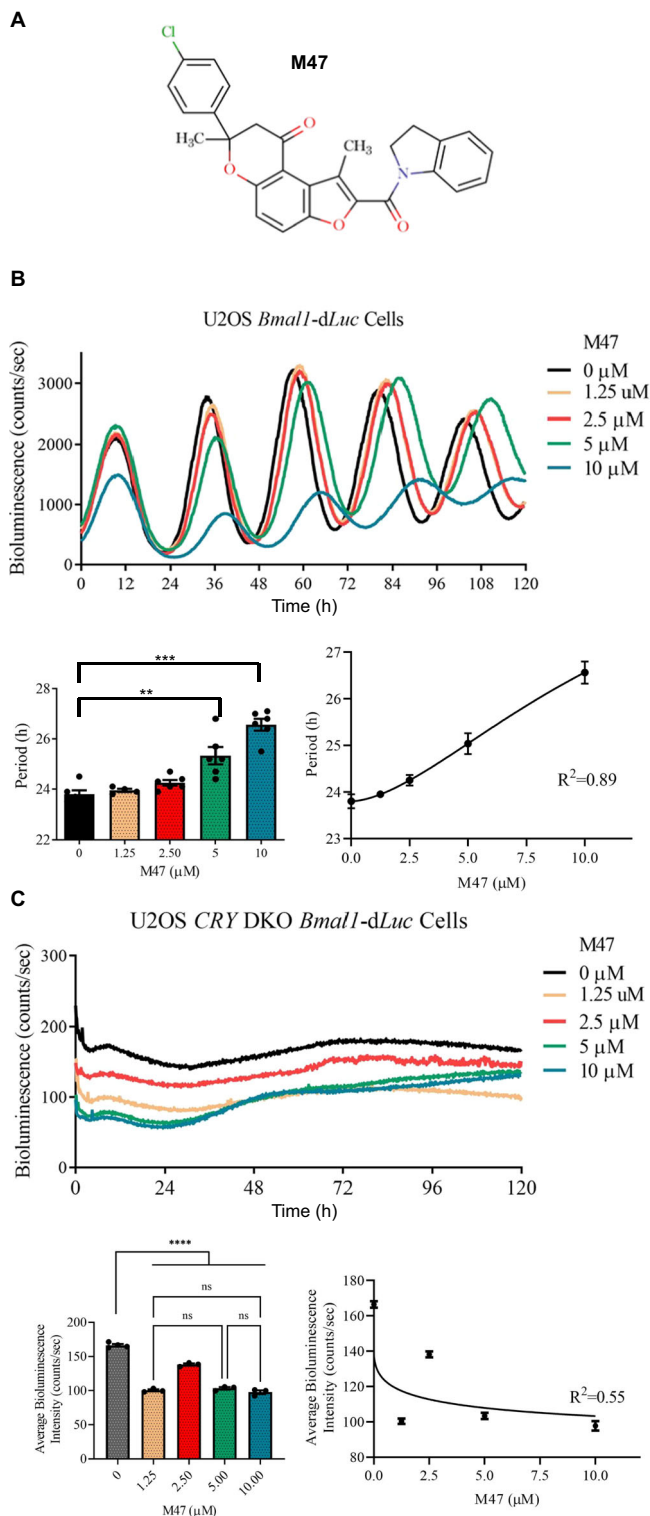 A
M47
Cl
H₃C
O
O
CH₃
N
O
O
B
U2OS Bmal1-dLuc Cells
Bioluminescence (counts/sec)
3000
2000
1000
0
0 12 24 36 48 60 72 84 96 108 120
Time (h)
M47
0 μM
1.25 uM
2.5 μM
5 μM
10 μM
Period (h)
28
26
24
22
***
**
0 1.25 2.50 5 10
M47 (μM)
Period (h)
27
26
25
24
23
R²=0.89
0.0 2.5 5.0 7.5 10.0
M47 (μM)
C
U2OS CRY DKO Bmal1-dLuc Cells
Bioluminescence (counts/sec)
300
200
100
0
0 24 48 72 96 120
Time (h)
M47
0 μM
1.25 uM
2.5 μM
5 μM
10 μM
Average Bioluminescence
Intensity (counts/sec)
200
150
100
50
0
****
ns
ns ns
0 1.25 2.50 5.00 10.00
M47 (μM)
Average Bioluminescence
Intensity (counts/sec)
180
160
140
120
100
80
R²=0.55
0.0 2.5 5.0 7.5 10.0
M47 (μM)